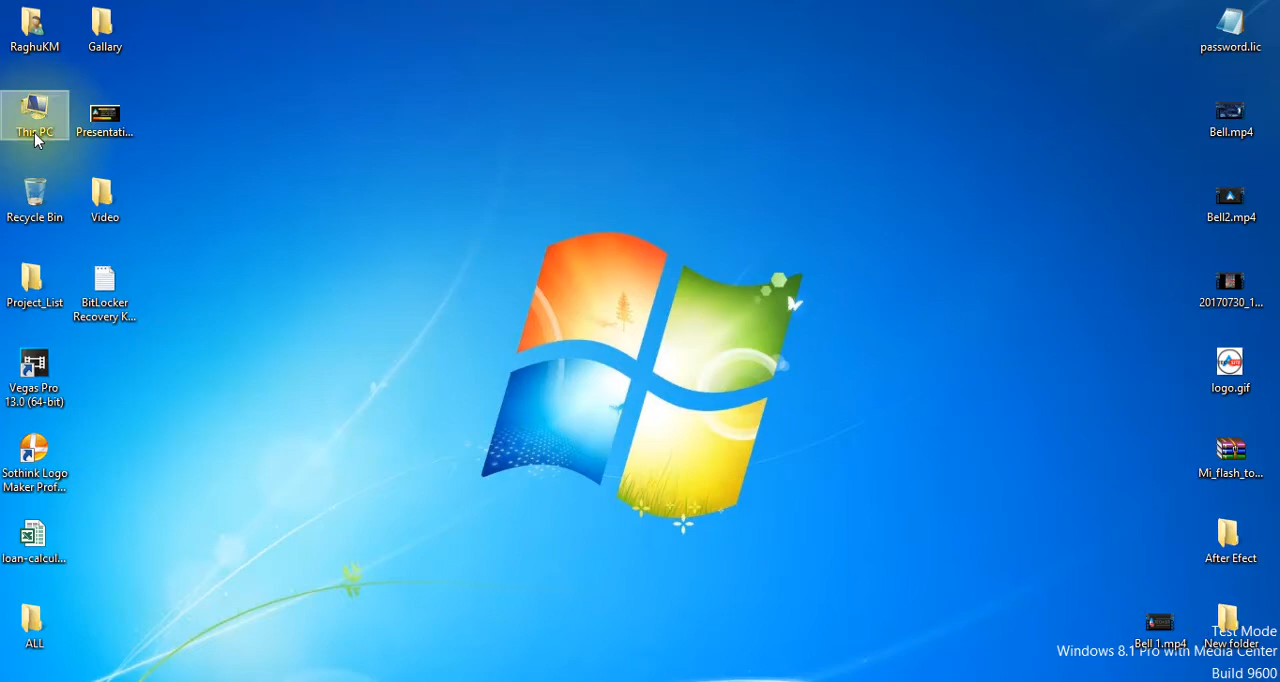 RaghuKM
Gallary
This PC
Presentati...
Recycle Bin
Video
Project_List
BitLocker
Recovery K...
Vegas Pro
13.0 (64-bit)
Sothink Logo
Maker Prof...
loan-calcul...
ALL
password.lic
Bell.mp4
Bell2.mp4
20170730_1...
logo.gif
Mi_flash_to...
After Efect
Bell 1.mp4
New folder
Test Mode
Windows 8.1 Pro with Media Center
Build 9600